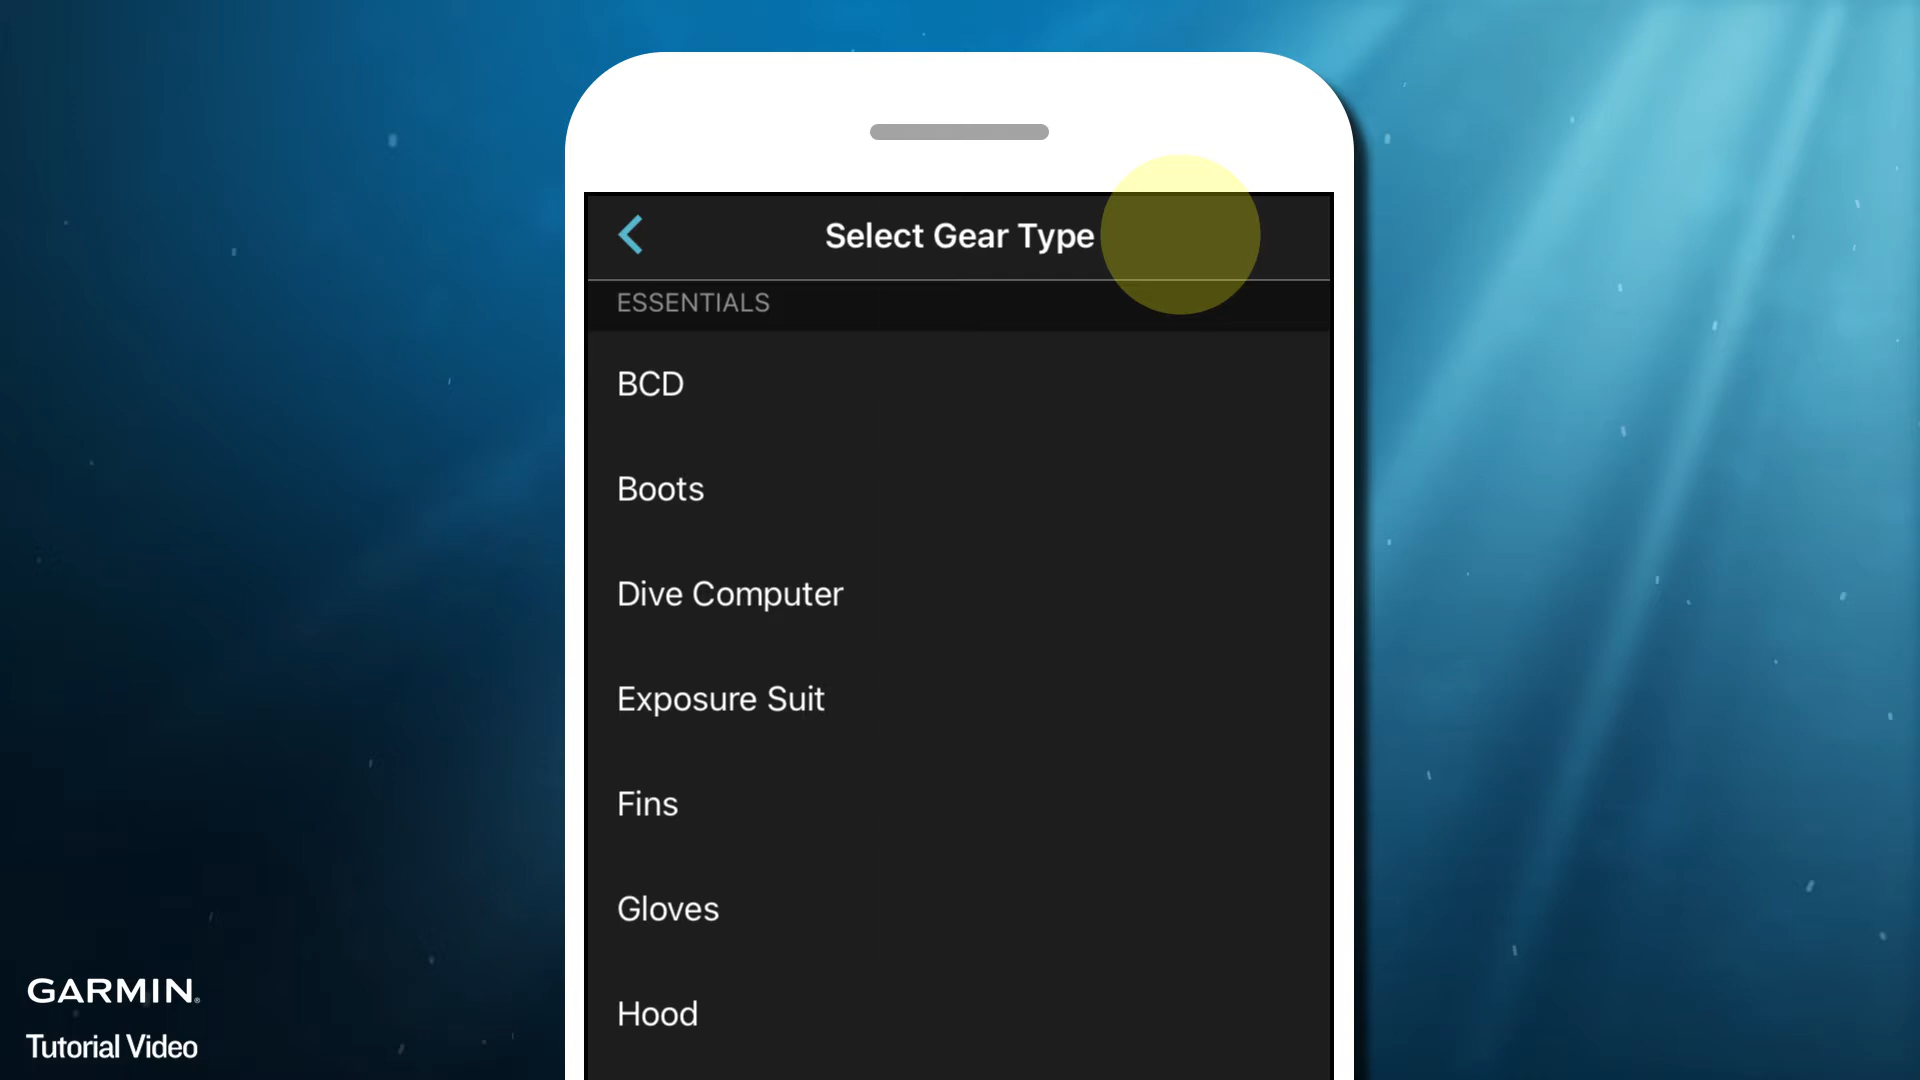 Select Gear Type
ESSENTIALS
BCD
Boots
Dive Computer
Exposure Suit
Fins
Gloves
Hood
GARMIN®
Tutorial Video